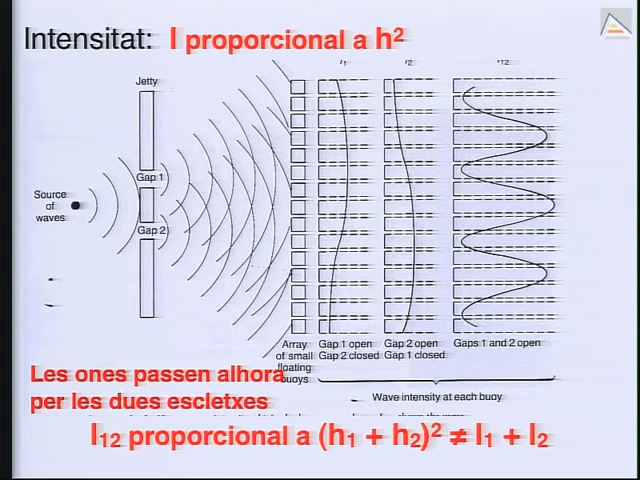 Intensitat: I proporcional a h²
I₁ I₂ I₁₂
Jetty
Gap 1
Source
of
waves
Gap 2
Array
of small
floating
buoys
Gap 1 open
Gap 2 closed
Gap 2 open
Gap 1 closed
Gaps 1 and 2 open
Wave intensity at each buoy
Les ones passen alhora
per les dues escletxes
I₁₂ proporcional a (h₁ + h₂)² ≠ I₁ + I₂